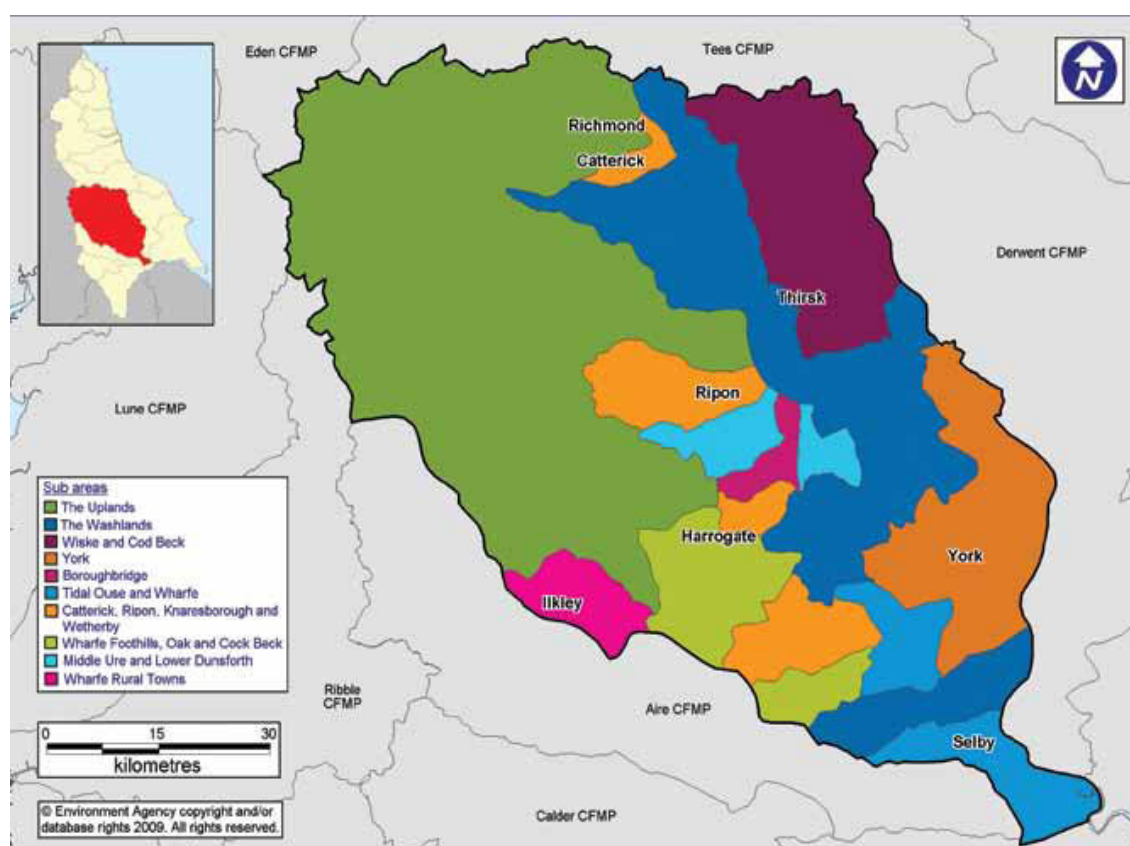 Eden CFMP
Tees CFMP
N
Richmond
Catterick
Derwent CFMP
Thirsk
Lune CFMP
Ripon
Sub areas
The Uplands
The Washlands
Wiske and Cod Beck
York
Boroughbridge
Tidal Ouse and Wharfe
Catterick, Ripon, Knaresborough and
Wetherby
Wharfe Foothills, Oak and Cock Beck
Middle Ure and Lower Dunsforth
Wharfe Rural Towns
Harrogate
York
Ilkley
Ribble
CFMP
Aire CFMP
Selby
0 15 30
kilometres
© Environment Agency copyright and/or
database rights 2009. All rights reserved.
Calder CFMP